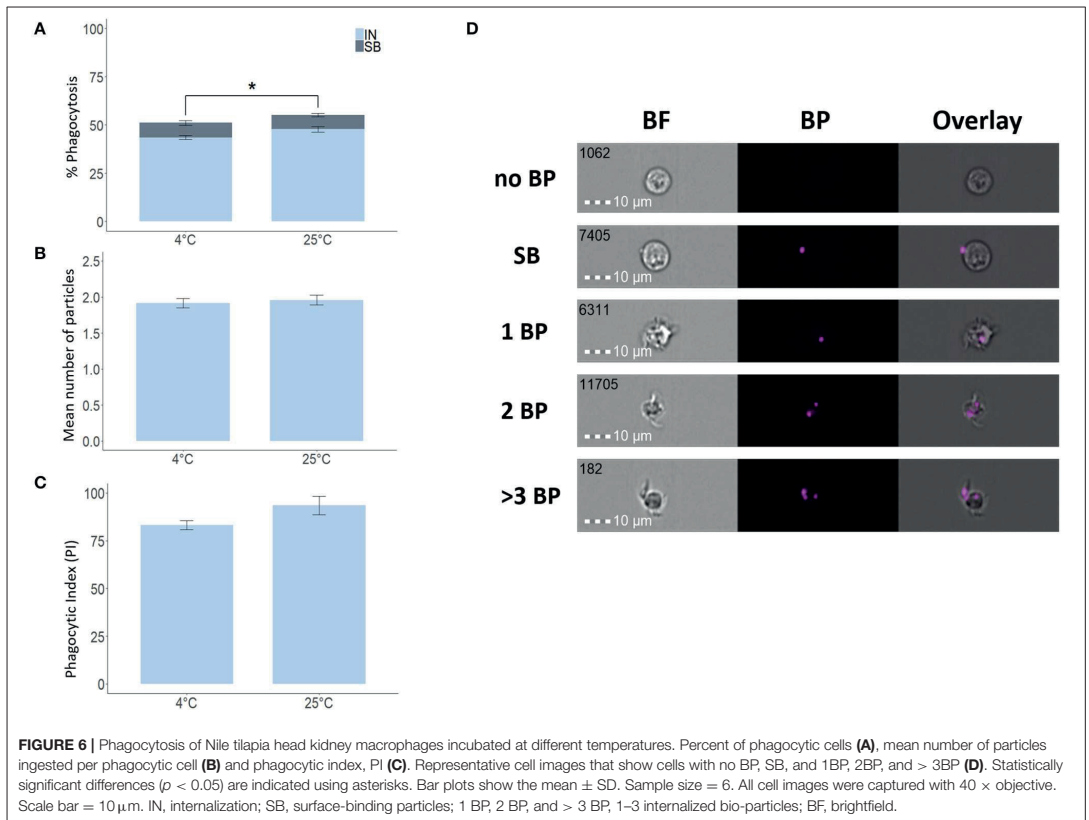 A
100
75
50
25
0
% Phagocytosis
IN
SB
*
4°C
25°C
B
2.5
2.0
1.5
1.0
0.5
0.0
Mean number of particles
4°C
25°C
C
100
75
50
25
0
Phagocytic Index (PI)
4°C
25°C
D
BF BP Overlay
no BP
1062
10 µm
SB
7405
10 µm
1 BP
6311
10 µm
2 BP
11705
10 µm
>3 BP
182
10 µm
FIGURE 6 | Phagocytosis of Nile tilapia head kidney macrophages incubated at different temperatures. Percent of phagocytic cells (A), mean number of particles
ingested per phagocytic cell (B) and phagocytic index, PI (C). Representative cell images that show cells with no BP, SB, and 1BP, 2BP, and > 3BP (D). Statistically
significant differences (p < 0.05) are indicated using asterisks. Bar plots show the mean ± SD. Sample size = 6. All cell images were captured with 40 × objective.
Scale bar = 10 µm. IN, internalization; SB, surface-binding particles; 1 BP, 2 BP, and > 3 BP, 1–3 internalized bio-particles; BF, brightfield.